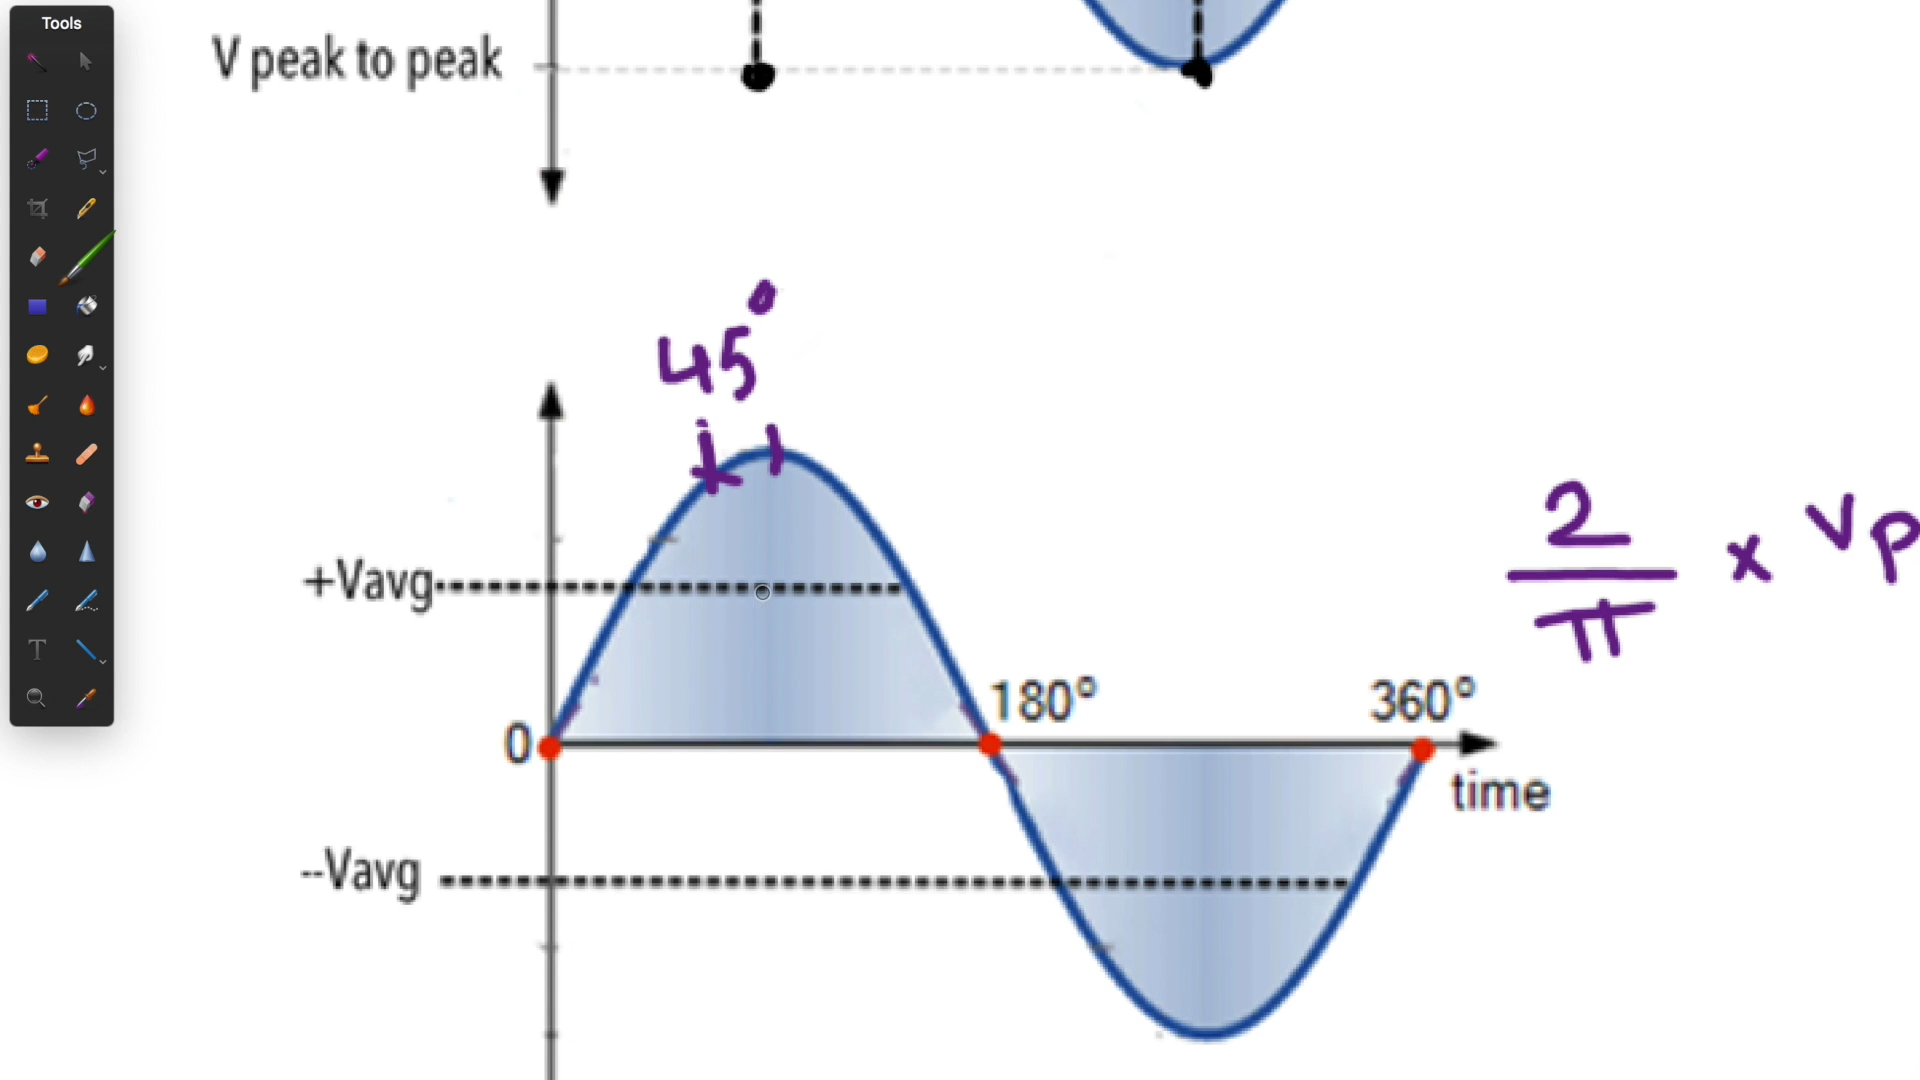 Tools
V peak to peak
45°
2
π
x Vp
+Vavg
180°
360°
0
time
--Vavg
T